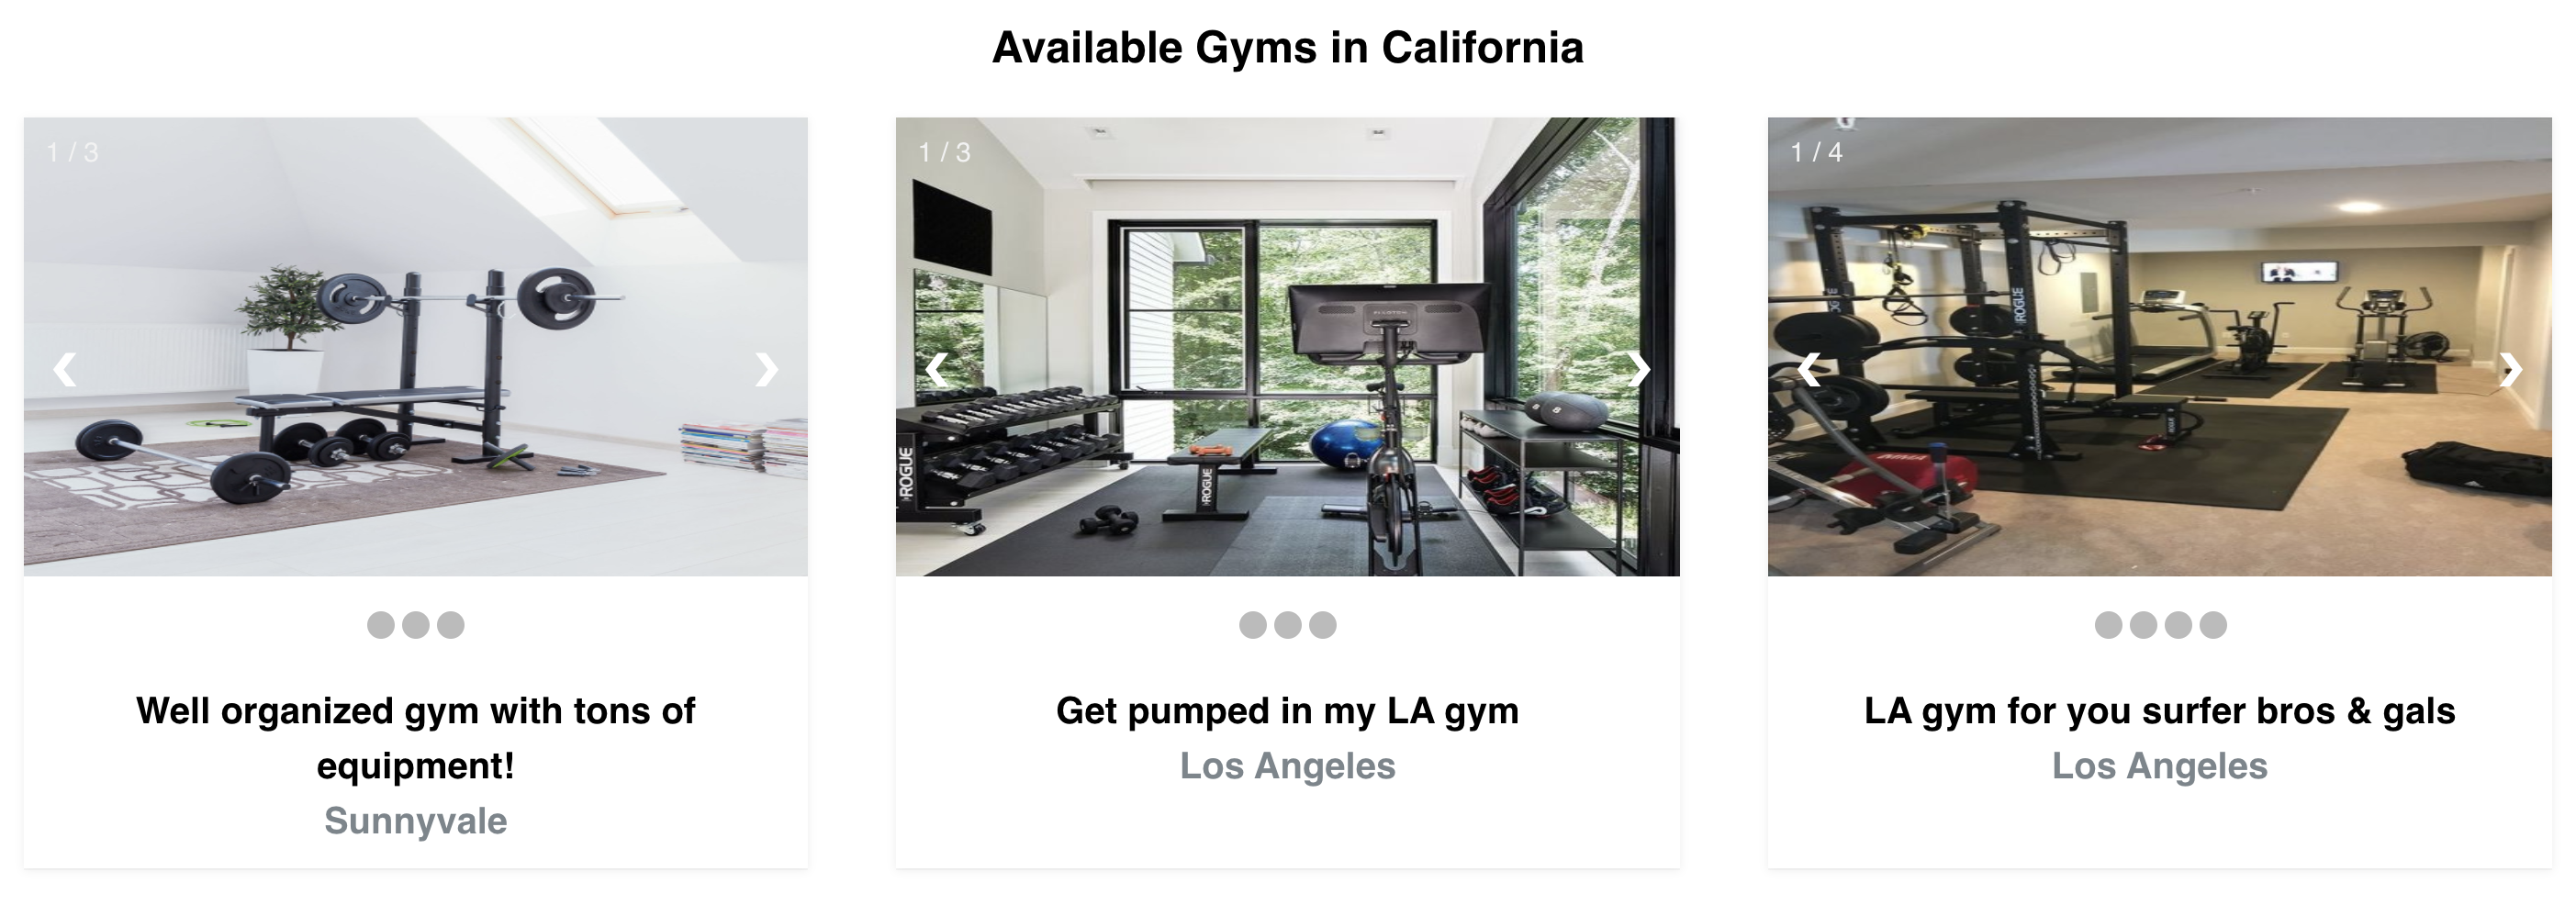 Available Gyms in California
1 / 3
1 / 3
1 / 4
ROGUE
ROGUE
ROGUE
Well organized gym with tons of
equipment!
Sunnyvale
Get pumped in my LA gym
Los Angeles
LA gym for you surfer bros & gals
Los Angeles